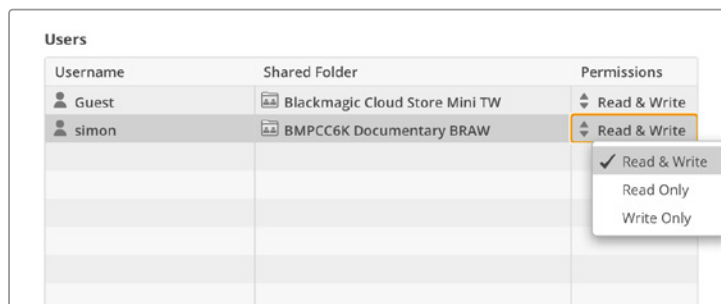 Users
Username Shared Folder Permissions
Guest Blackmagic Cloud Store Mini TW Read & Write
simon BMPCC6K Documentary BRAW Read & Write
Read & Write
Read Only
Write Only